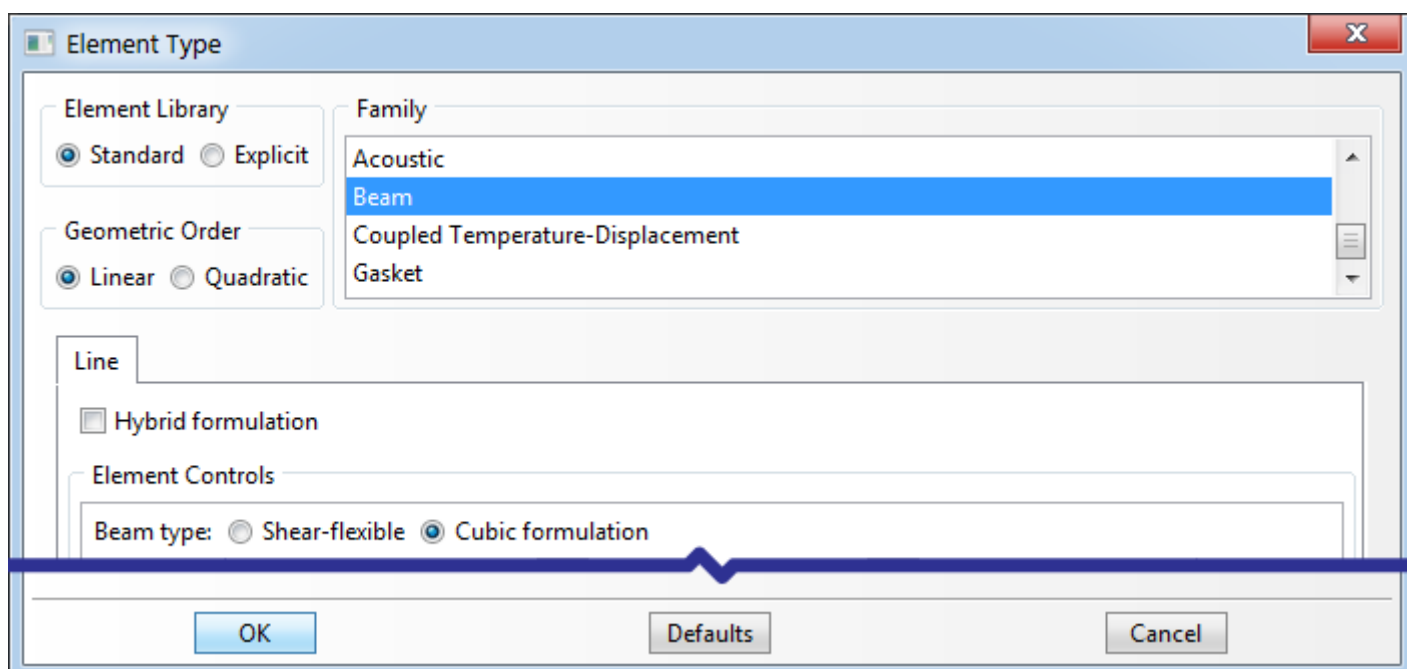 Element Type
Element Library
Family
Standard Explicit
Acoustic
Beam
Geometric Order
Coupled Temperature-Displacement
Linear Quadratic
Gasket
Line
Hybrid formulation
Element Controls
Beam type: Shear-flexible Cubic formulation
OK Defaults Cancel